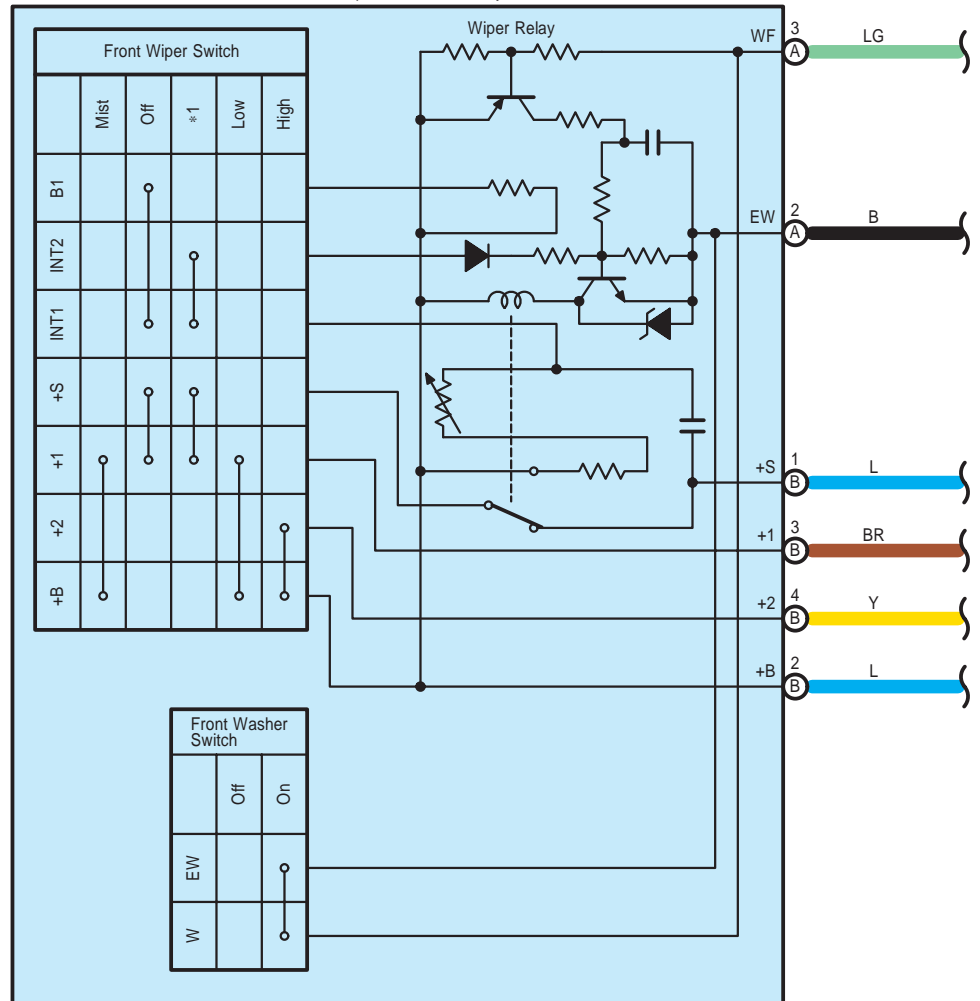 Wiper Relay
Front Wiper Switch
Mist
Off
*1
Low
High
B1
INT2
INT1
+S
+1
+2
+B
WF
3
A
LG
EW
2
A
B
+S
1
B
L
+1
3
B
BR
+2
4
B
Y
+B
2
B
L
Front Washer
Switch
Off
On
EW
W